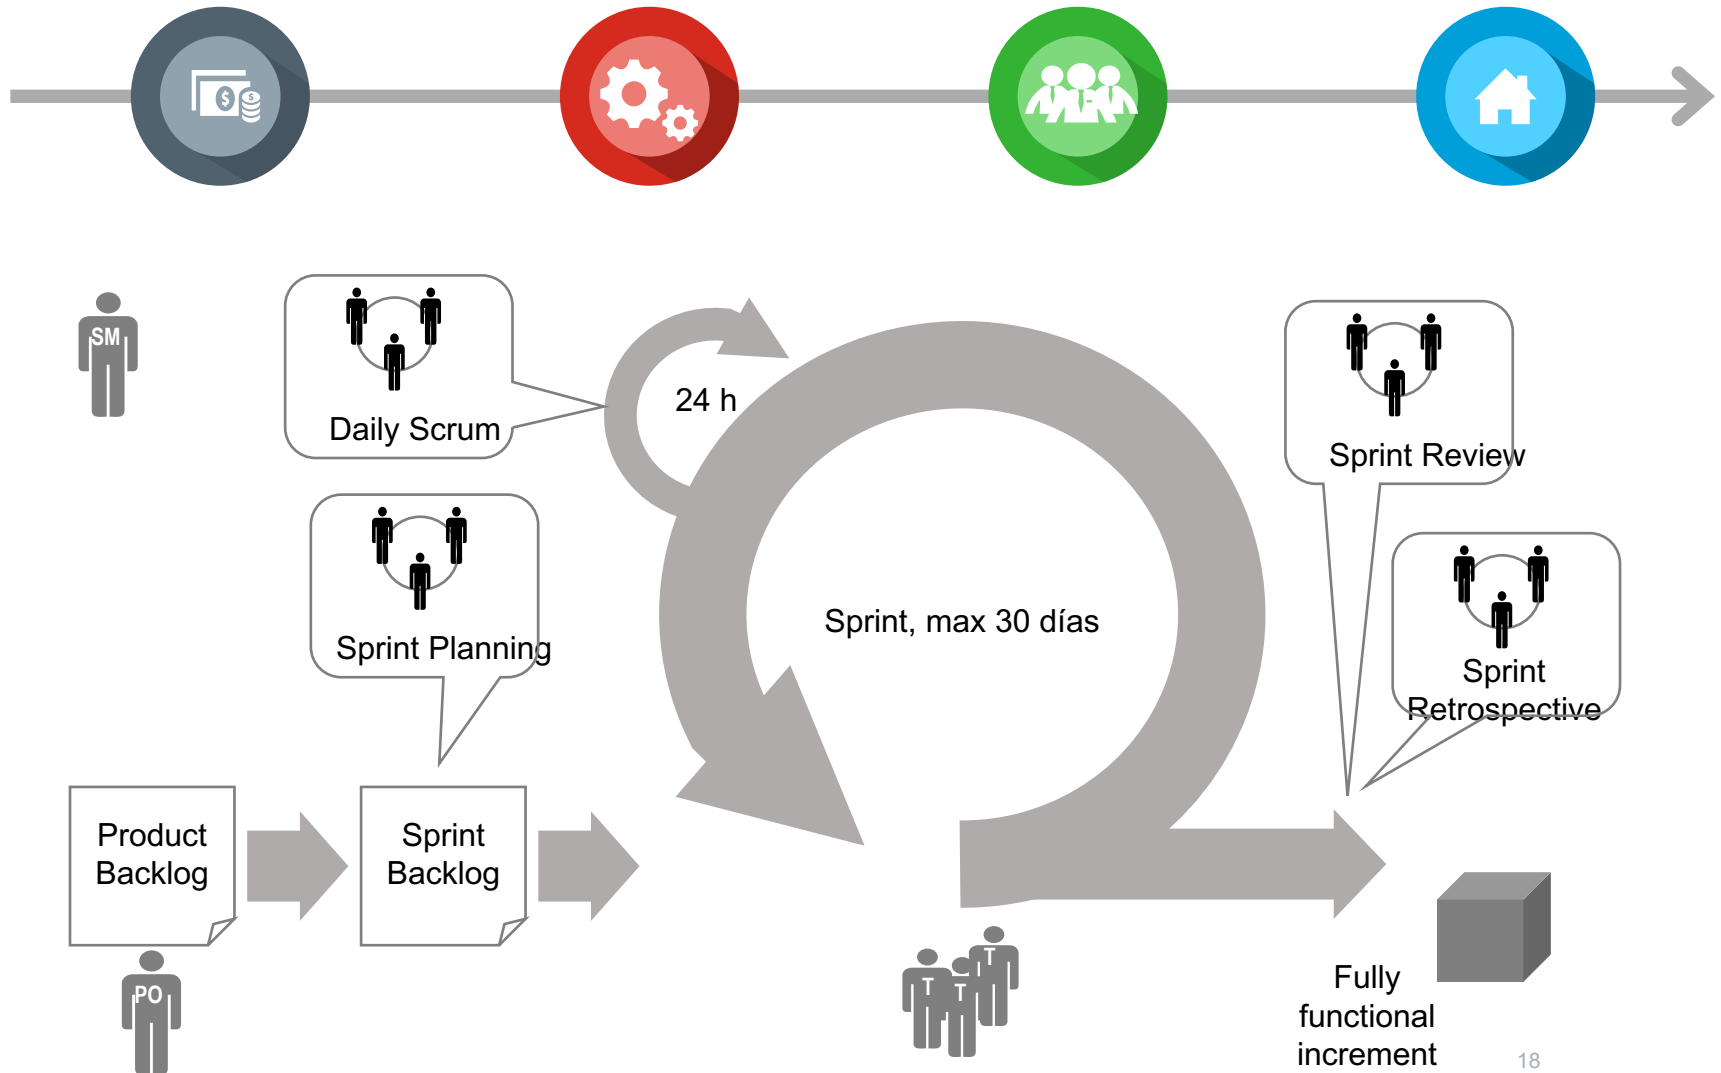 $
$
SM
Daily Scrum
24 h
Sprint Review
Sprint Planning
Sprint, max 30 días
Sprint
Retrospective
Product
Backlog
Sprint
Backlog
PO
T
T
T
Fully
functional
increment
18